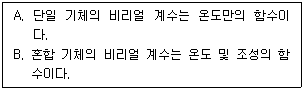 A. 단일 기체의 비리얼 계수는 온도만의 함수이
다.
B. 혼합 기체의 비리얼 계수는 온도 및 조성의 함
수이다.